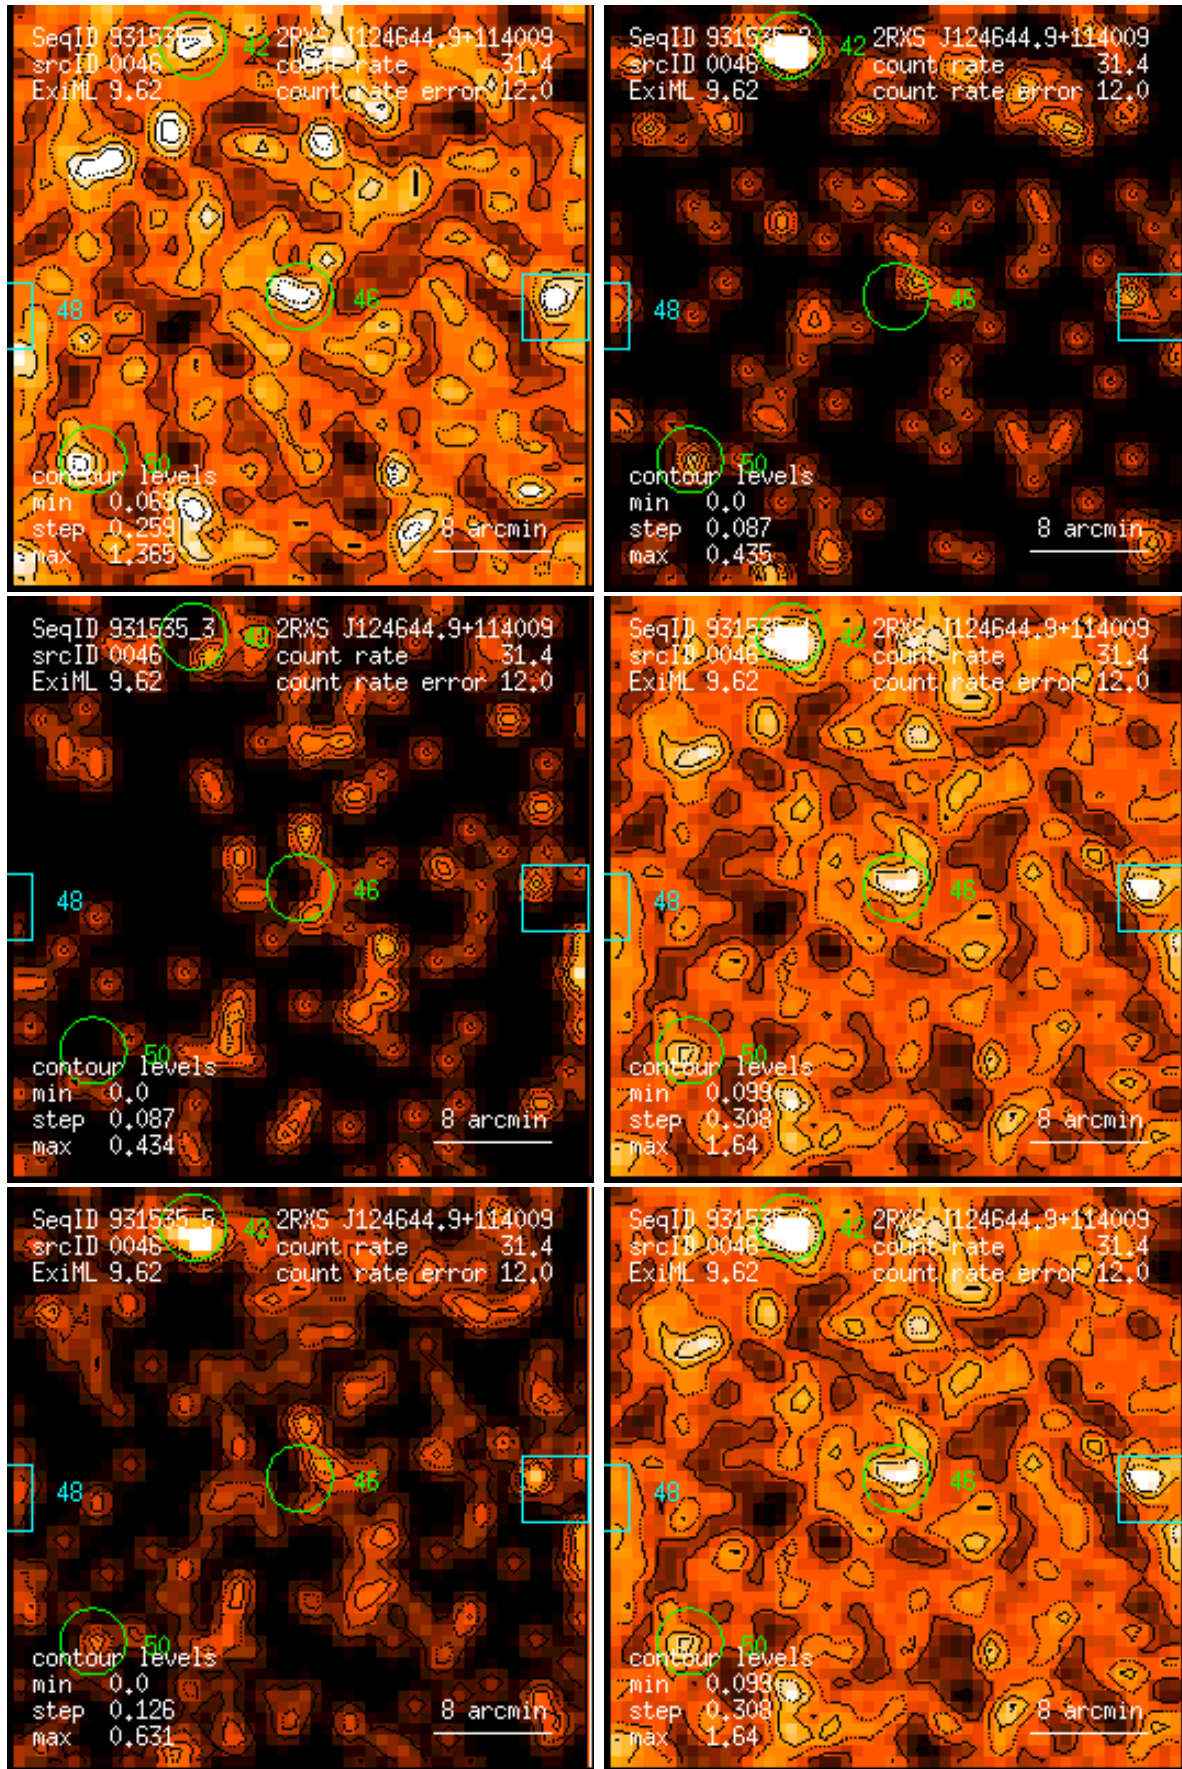 SeqID 931535_1 42 2RXS J124644.9+114009
srcID 0046 count rate 31.4
ExiML 9.62 count rate error 12.0
48
46
50
contour levels
min 0.069
step 0.259
max 1.365
8 arcmin
SeqID 931535_2 42 2RXS J124644.9+114009
srcID 0046 count rate 31.4
ExiML 9.62 count rate error 12.0
48
46
50
contour levels
min 0.0
step 0.087
max 0.435
8 arcmin
SeqID 931535_3 42 2RXS J124644.9+114009
srcID 0046 count rate 31.4
ExiML 9.62 count rate error 12.0
48
46
50
contour levels
min 0.0
step 0.087
max 0.434
8 arcmin
SeqID 42 2RXS J124644.9+114009
srcID 0046 count rate 31.4
ExiML 9.62 count rate error 12.0
48
46
50
contour levels
min 0.099
step 0.308
max 1.64
8 arcmin
SeqID 931535_5 42 2RXS J124644.9+114009
srcID 0046 count rate 31.4
ExiML 9.62 count rate error 12.0
48
46
50
contour levels
min 0.0
step 0.126
max 0.631
8 arcmin
SeqID 42 2RXS J124644.9+114009
srcID 0046 count rate 31.4
ExiML 9.62 count rate error 12.0
48
46
50
contour levels
min 0.099
step 0.308
max 1.64
8 arcmin